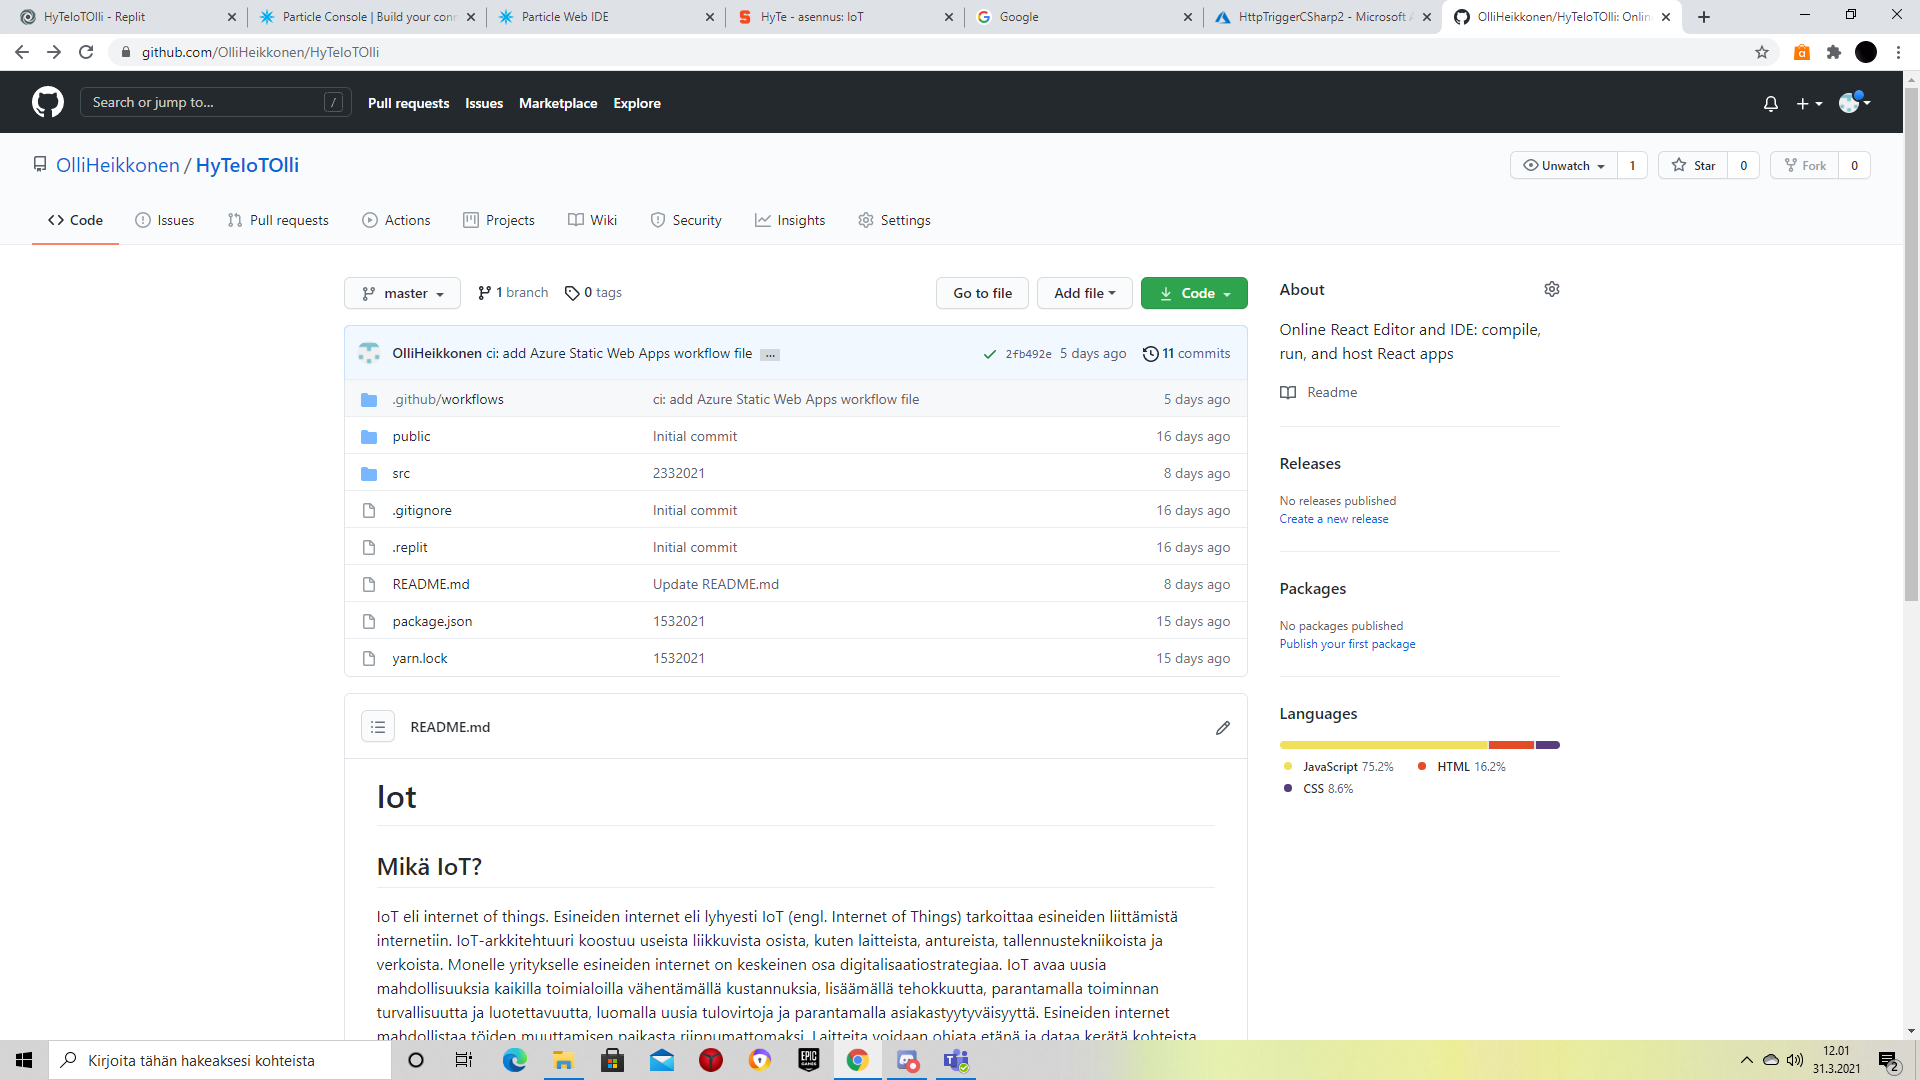 HyTeIoTOlli - Replit
Particle Console | Build your conn
Particle Web IDE
HyTe - asennus: IoT
Google
HttpTriggerCSharp2 - Microsoft A
OlliHeikkonen/HyTeIoTOlli: Onlin
github.com/OlliHeikkonen/HyTeIoTOlli
Search or jump to...
/
Pull requests
Issues
Marketplace
Explore
OlliHeikkonen / HyTeIoTOlli
Unwatch 1
Star 0
Fork 0
Code
Issues
Pull requests
Actions
Projects
Wiki
Security
Insights
Settings
master
1 branch
0 tags
Go to file
Add file
Code
OlliHeikkonen ci: add Azure Static Web Apps workflow file ...
2fb492e 5 days ago
11 commits
.github/workflows ci: add Azure Static Web Apps workflow file 5 days ago
public Initial commit 16 days ago
src 2332021 8 days ago
.gitignore Initial commit 16 days ago
.replit Initial commit 16 days ago
README.md Update README.md 8 days ago
package.json 1532021 15 days ago
yarn.lock 1532021 15 days ago
README.md
Iot
Mikä IoT?
IoT eli internet of things. Esineiden internet eli lyhyesti IoT (engl. Internet of Things) tarkoittaa esineiden liittämistä
internetiin. IoT-arkkitehtuuri koostuu useista liikkuvista osista, kuten laitteista, antureista, tallennustekniikoista ja
verkoista. Monelle yritykselle esineiden internet on keskeinen osa digitalisaatiostrategiaa. IoT avaa uusia
mahdollisuuksia kaikilla toimialoilla vähentämällä kustannuksia, lisäämällä tehokkuutta, parantamalla toiminnan
turvallisuutta ja luotettavuutta, luomalla uusia tulovirtoja ja parantamalla asiakastyytyväisyyttä. Esineiden internet
mahdollistaa töiden muuttamisen paikasta riippumattomaksi. Laitteita voidaan ohjata etänä ja dataa kerätä kohteista
About
Online React Editor and IDE: compile,
run, and host React apps
Readme
Releases
No releases published
Create a new release
Packages
No packages published
Publish your first package
Languages
JavaScript 75.2%
HTML 16.2%
CSS 8.6%
Kirjoita tähän hakeaksesi kohteista
EPIC
GAMES
12.01
31.3.2021
2